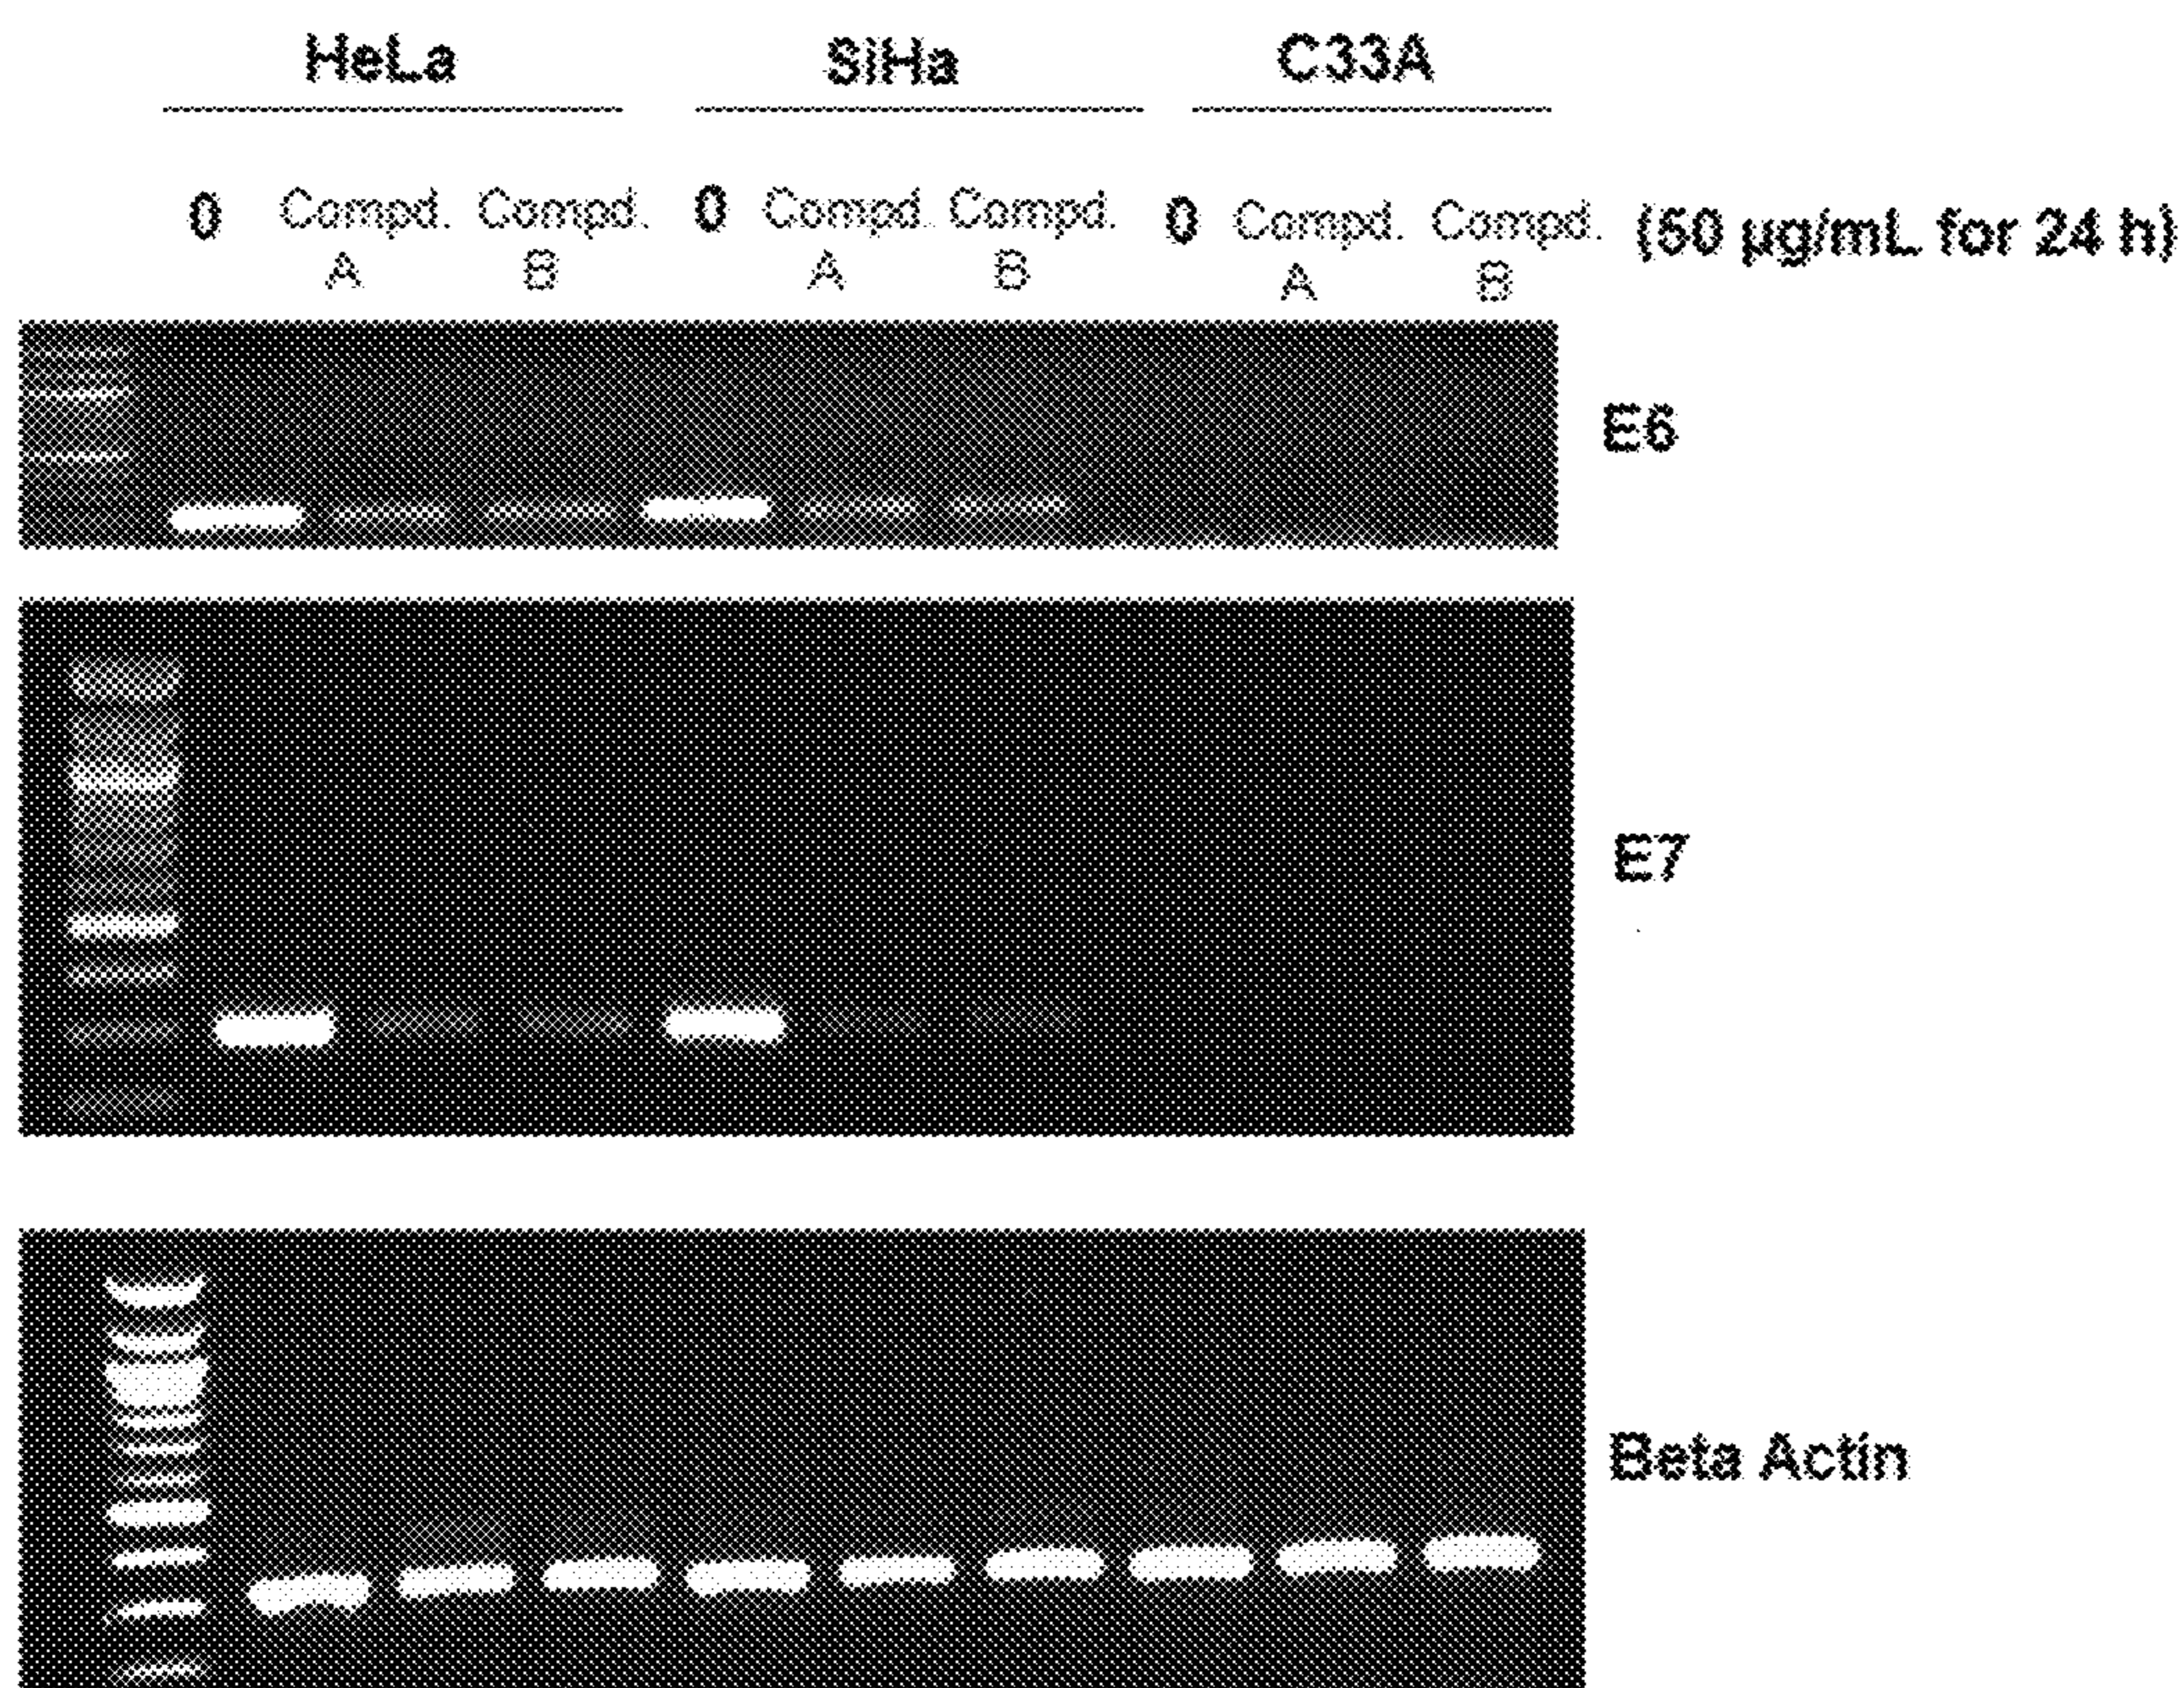 HeLa SiHa C33A
0 Compd. A Compd. B 0 Compd. A Compd. B 0 Compd. A Compd. B (50 µg/mL for 24 h)
E6
E7
Beta Actin